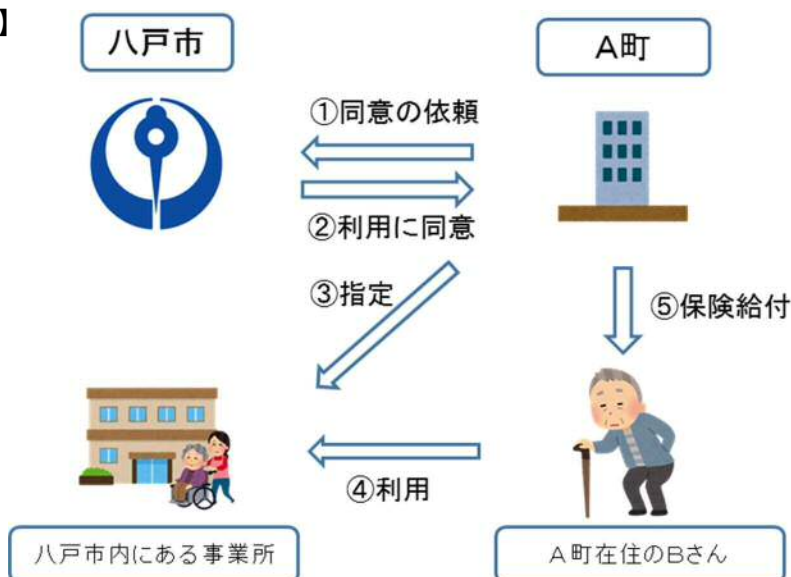 】
八戸市
A町
①同意の依頼
②利用に同意
③指定
⑤保険給付
④利用
八戸市内にある事業所
A町在住のBさん